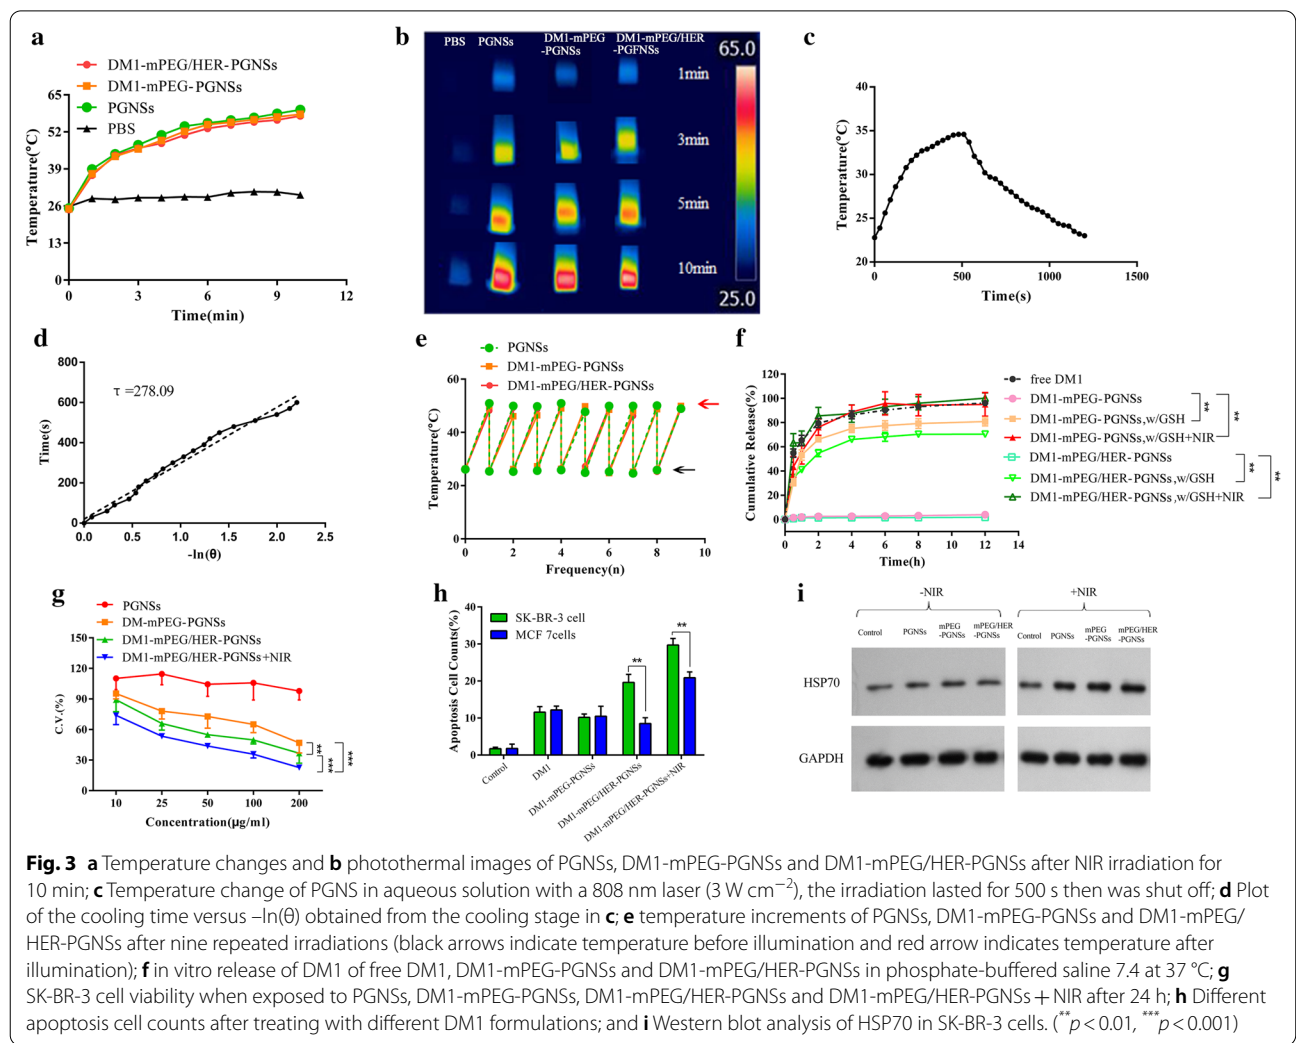 a
DM1-mPEG/HER-PGNSs
DM1-mPEG-PGNSs
PGNSs
PBS
65
52
39
26
13
0
Temperature(°C)
0 3 6 9 12
Time(min)
b
PBS PGNSs DM1-mPEG -PGNSs DM1-mPEG/HER -PGFNSs
65.0
1min
3min
5min
10min
25.0
c
40
35
30
25
20
Temperature(°C)
0 500 1000 1500
Time(s)
d
800
600
400
200
0
Time(s)
τ =278.09
0.0 0.5 1.0 1.5 2.0 2.5
-ln(θ)
e
PGNSs
DM1-mPEG-PGNSs
DM1-mPEG/HER-PGNSs
60
40
20
0
Temperature(°C)
0 2 4 6 8 10
Frequency(n)
f
120
100
80
60
40
20
0
Cumulative Release(%)
0 2 4 6 8 10 12 14
Time(h)
free DM1
DM1-mPEG-PGNSs
DM1-mPEG-PGNSs,w/GSH
DM1-mPEG-PGNSs,w/GSH+NIR
DM1-mPEG/HER-PGNSs
DM1-mPEG/HER-PGNSs,w/GSH
DM1-mPEG/HER-PGNSs,w/GSH+NIR
** ** ** **
g
PGNSs
DM-mPEG-PGNSs
DM1-mPEG/HER-PGNSs
DM1-mPEG/HER-PGNSs+NIR
150
120
90
60
30
0
C.V.(%)
10 25 50 100 200
Concentration(μg/ml)
** *** ***
h
SK-BR-3 cell
MCF 7cells
40
30
20
10
0
Apoptosis Cell Counts(%)
** **
Control
DM1
DM1-mPEG-PGNSs
DM1-mPEG/HER-PGNSs
DM1-mPEG/HER-PGNSs+NIR
i
-NIR +NIR
Control PGNSs mPEG -PGNSs mPEG/HER -PGNSs Control PGNSs mPEG -PGNSs mPEG/HER -PGNSs
HSP70
GAPDH
Fig. 3 a Temperature changes and b photothermal images of PGNSs, DM1-mPEG-PGNSs and DM1-mPEG/HER-PGNSs after NIR irradiation for
10 min; c Temperature change of PGNS in aqueous solution with a 808 nm laser (3 W cm−2), the irradiation lasted for 500 s then was shut off; d Plot
of the cooling time versus –ln(θ) obtained from the cooling stage in c; e temperature increments of PGNSs, DM1-mPEG-PGNSs and DM1-mPEG/
HER-PGNSs after nine repeated irradiations (black arrows indicate temperature before illumination and red arrow indicates temperature after
illumination); f in vitro release of DM1 of free DM1, DM1-mPEG-PGNSs and DM1-mPEG/HER-PGNSs in phosphate-buffered saline 7.4 at 37 °C; g
SK-BR-3 cell viability when exposed to PGNSs, DM1-mPEG-PGNSs, DM1-mPEG/HER-PGNSs and DM1-mPEG/HER-PGNSs + NIR after 24 h; h Different
apoptosis cell counts after treating with different DM1 formulations; and i Western blot analysis of HSP70 in SK-BR-3 cells. (**p < 0.01, ***p < 0.001)